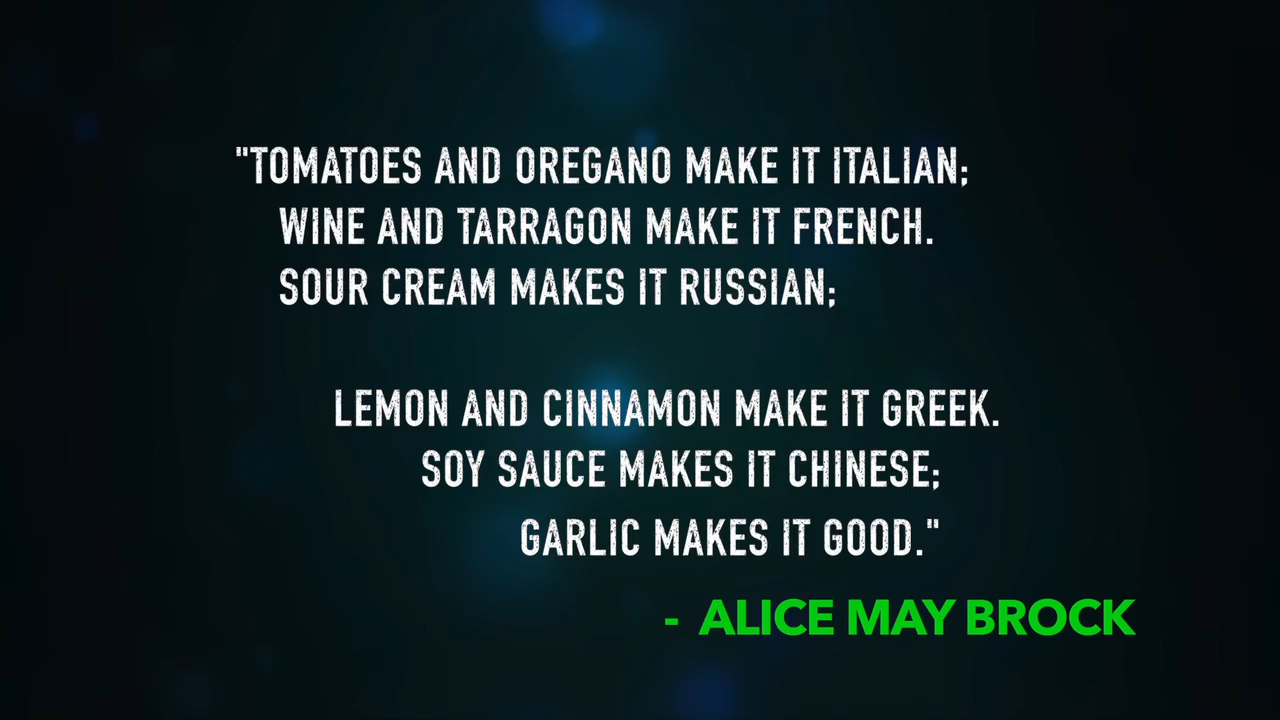 "TOMATOES AND OREGANO MAKE IT ITALIAN;
WINE AND TARRAGON MAKE IT FRENCH.
SOUR CREAM MAKES IT RUSSIAN;
LEMON AND CINNAMON MAKE IT GREEK.
SOY SAUCE MAKES IT CHINESE;
GARLIC MAKES IT GOOD."
- ALICE MAY BROCK